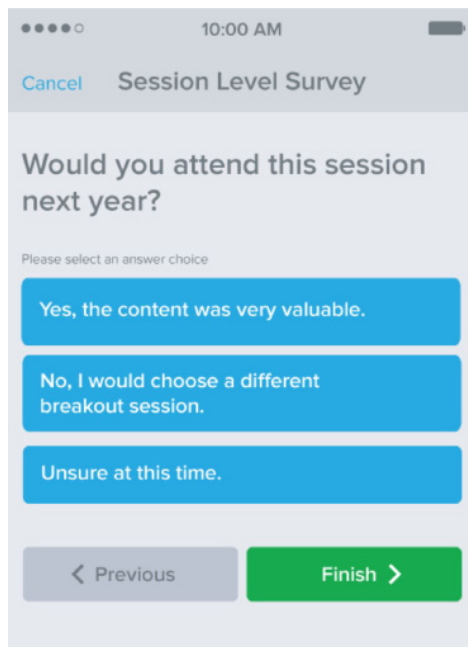 10:00 AM
Cancel
Session Level Survey
Would you attend this session
next year?
Please select an answer choice
Yes, the content was very valuable.
No, I would choose a different
breakout session.
Unsure at this time.
Previous
Finish